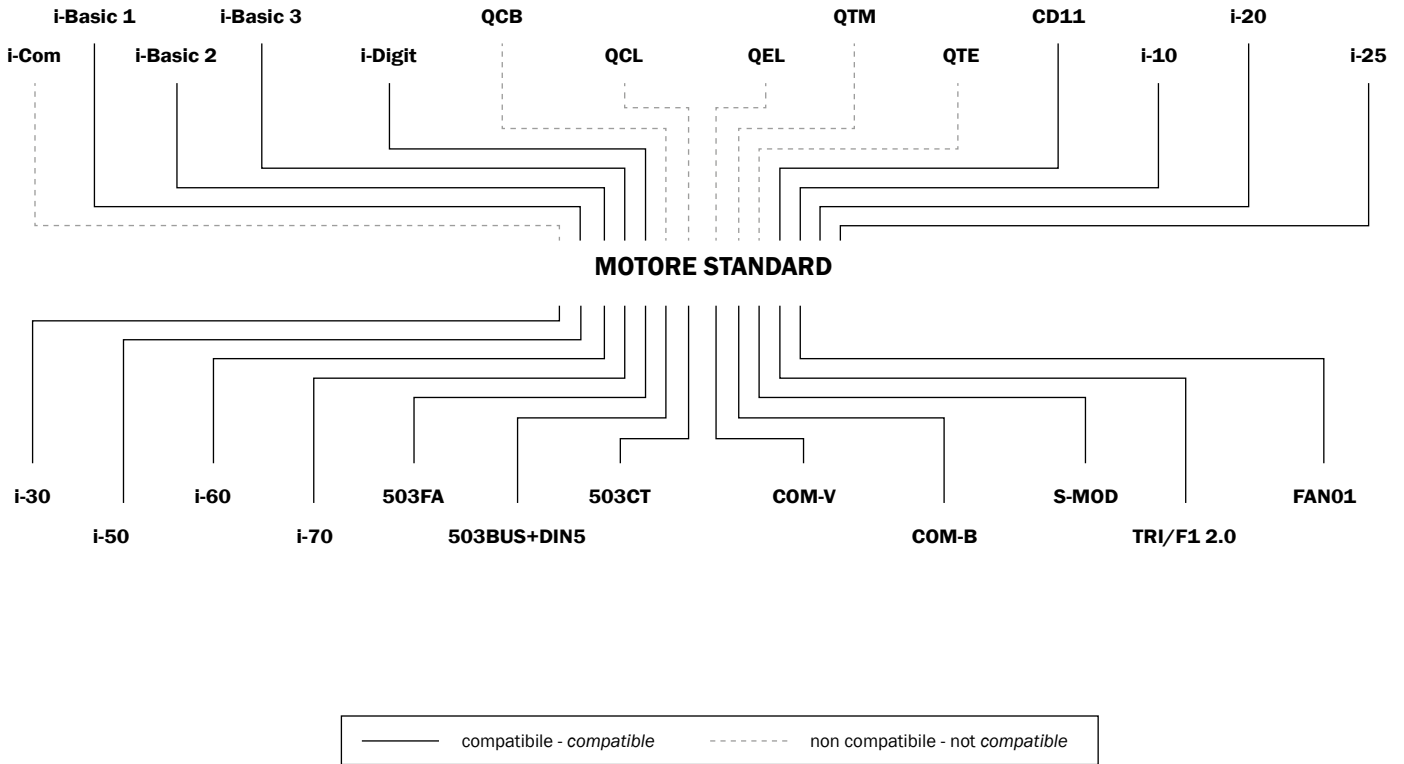 i-Basic 1 i-Basic 3 QCB QTM CD11 i-20
i-Com i-Basic 2 i-Digit QCL QEL QTE i-10 i-25
MOTORE STANDARD
i-30 i-60 503FA 503CT COM-V S-MOD FAN01
i-50 i-70 503BUS+DIN5 COM-B TRI/F1 2.0
compatibile - compatible non compatibile - not compatible